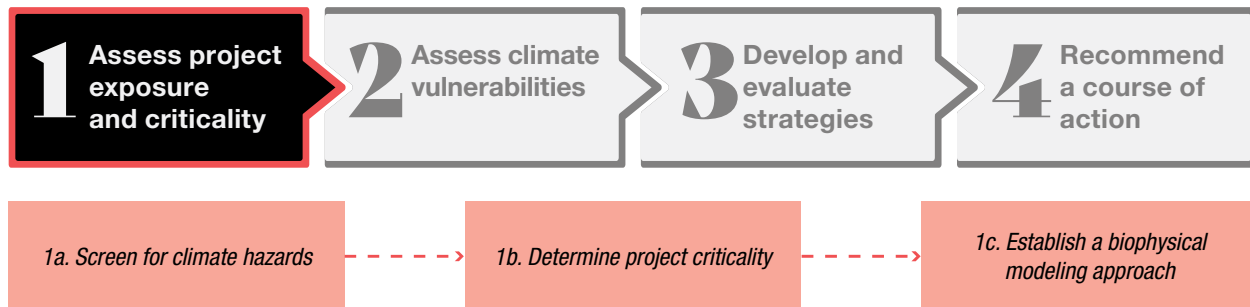 1 Assess project
exposure
and criticality
2 Assess climate
vulnerabilities
3 Develop and
evaluate
strategies
4 Recommend
a course of
action
1a. Screen for climate hazards
1b. Determine project criticality
1c. Establish a biophysical
modeling approach